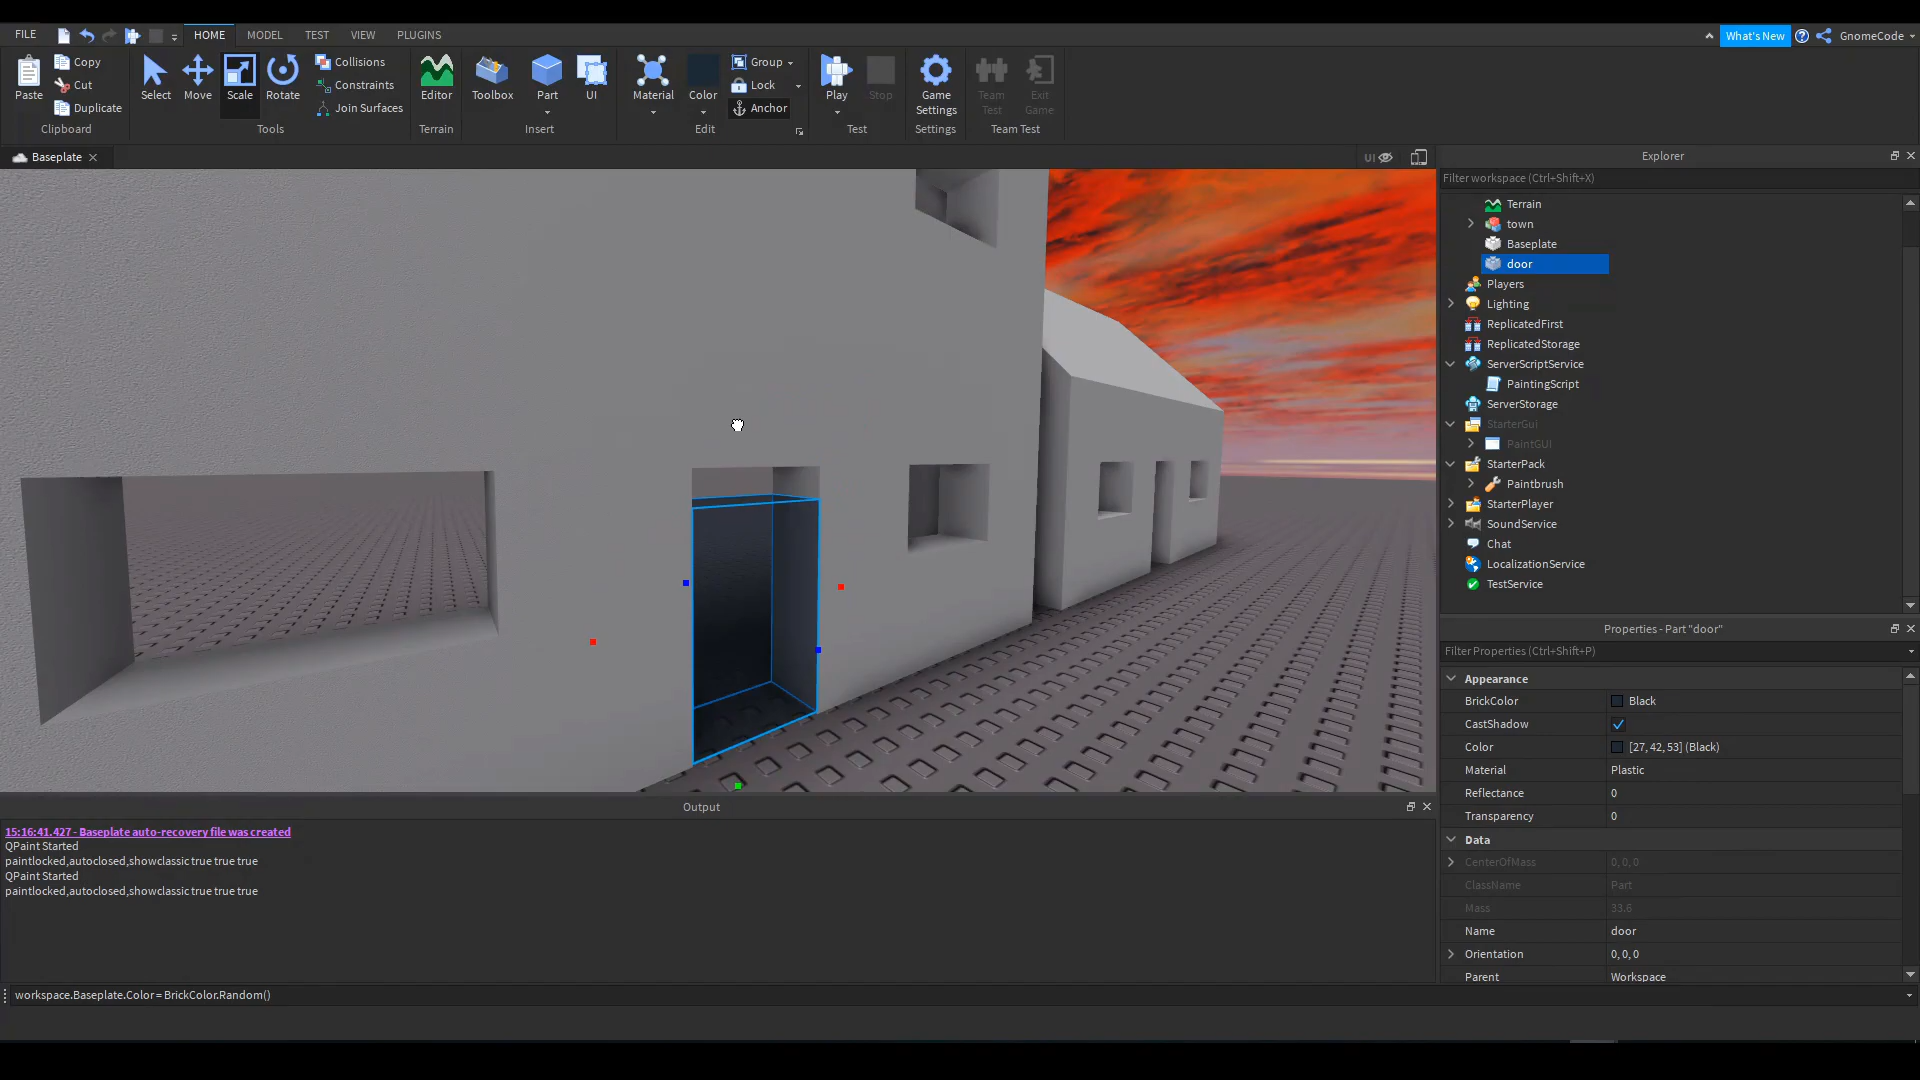 FILE HOME MODEL TEST VIEW PLUGINS What's New GnomeCode
Paste Copy Cut Duplicate Clipboard
Select Move Scale Rotate Collisions Constraints Join Surfaces Tools
Editor Terrain
Toolbox Part UI Insert
Material Color Group Lock Anchor Edit
Play Stop Test
Game Settings Settings
Team Test Exit Game Team Test
Baseplate
UI
Explorer
Filter workspace (Ctrl+Shift+X)
Terrain
town
Baseplate
door
Players
Lighting
ReplicatedFirst
ReplicatedStorage
ServerScriptService
PaintingScript
ServerStorage
StarterGui
PaintGUI
StarterPack
Paintbrush
StarterPlayer
SoundService
Chat
LocalizationService
TestService
Properties - Part "door"
Filter Properties (Ctrl+Shift+P)
Appearance
BrickColor Black
CastShadow
Color [27, 42, 53] (Black)
Material Plastic
Reflectance 0
Transparency 0
Data
CenterOfMass 0, 0, 0
ClassName Part
Mass 33.6
Name door
Orientation 0, 0, 0
Parent Workspace
Output
15:16:41.427 - Baseplate auto-recovery file was created
QPaint Started
paintlocked,autoclosed,showclassic true true true
QPaint Started
paintlocked,autoclosed,showclassic true true true
workspace.Baseplate.Color = BrickColor.Random()